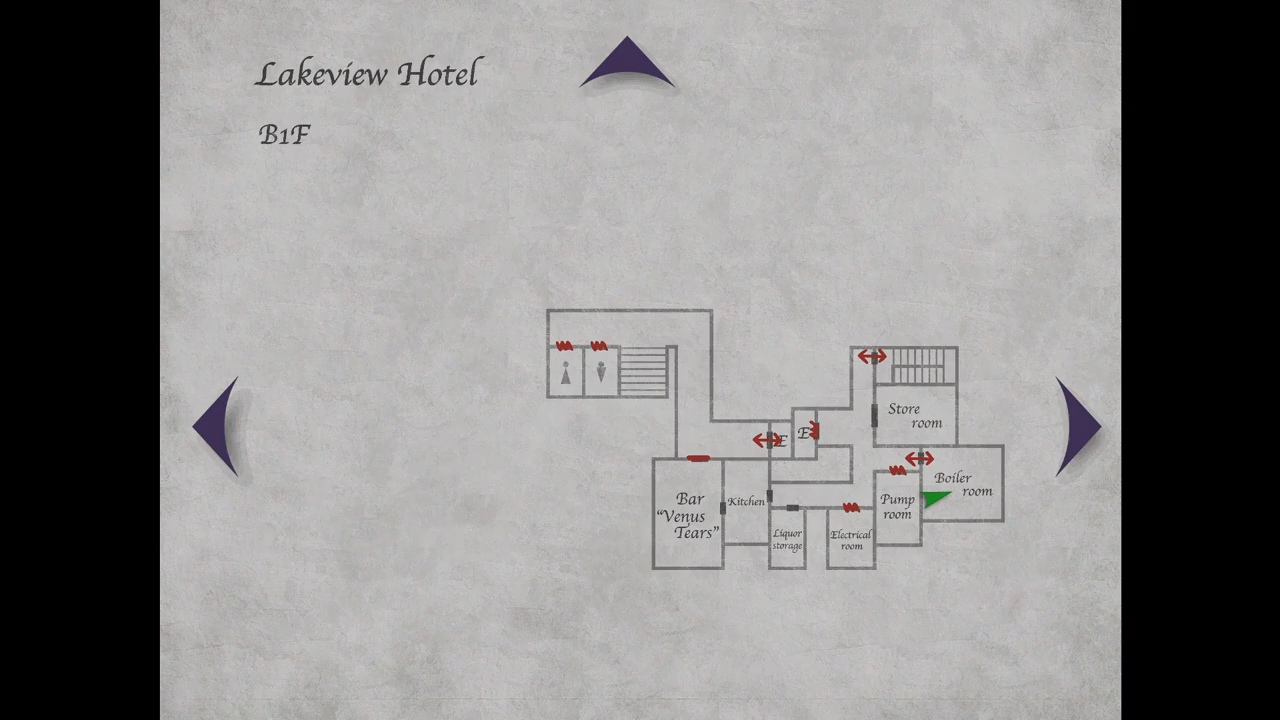 Lakeview Hotel
B1F
Store
room
E
E
Boiler
room
Bar
"Venus
Tears"
Kitchen
Pump
room
Liquor
storage
Electrical
room